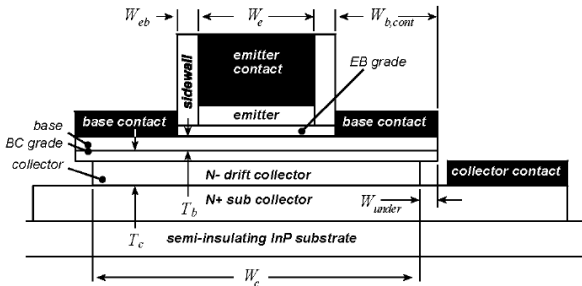 W_eb
W_e
W_b,cont
sidewall
emitter
contact
EB grade
emitter
base contact
base contact
base
BC grade
collector
N- drift collector
collector contact
T_b
N+ sub collector
W_under
T_c
semi-insulating InP substrate
W_c